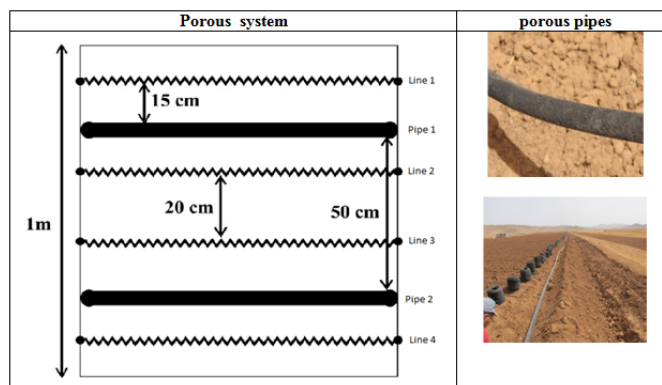 Porous system
porous pipes
Line 1
15 cm
Pipe 1
Line 2
1m
20 cm
50 cm
Line 3
Pipe 2
Line 4